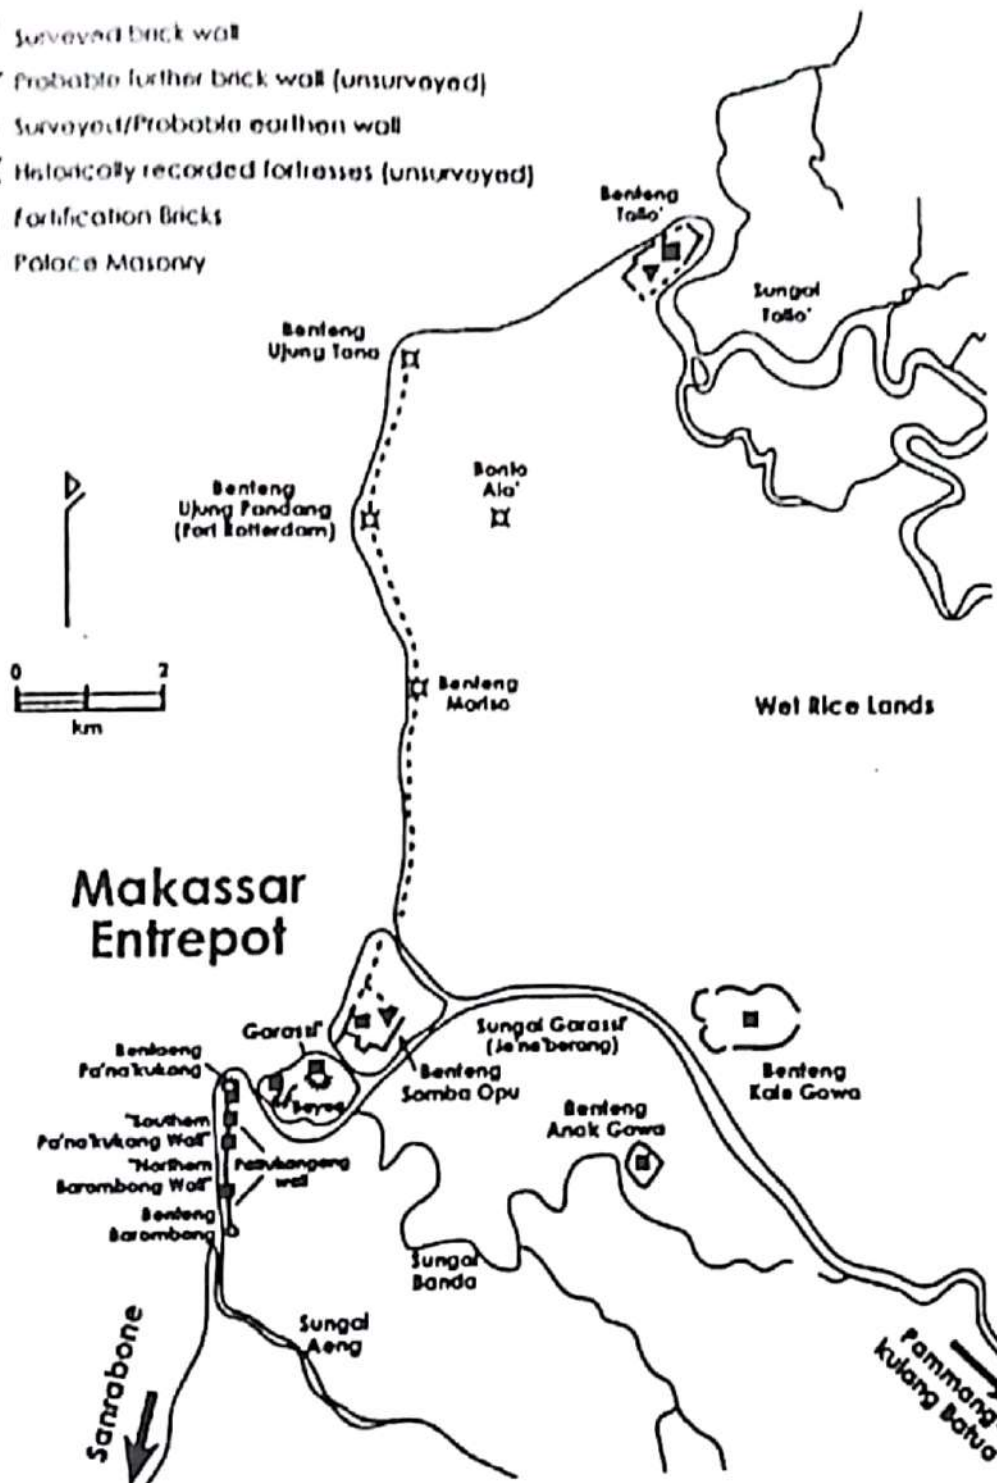 Surveyed brick wall
Probable further brick wall (unsurveyed)
Surveyed/Probable earthen wall
Historically recorded fortresses (unsurveyed)
Fortification Bricks
Palace Masonry
Benteng
Tallo'
Sungai
Tallo'
Benteng
Ujung Tana
Benteng
Ujung Pandang
(Fort Rotterdam)
Bonto
Ala'
0 2
km
Benteng
Mariso
Wet Rice Lands
Makassar
Entrepot
Garassi'
Bentaeng
Pa'na'kukang
"Southern
Pa'na'kukang Wall"
"Northern
Barombong Wall"
Benteng
Barombong
Bayoa
wall
Benteng
Somba Opu
Sungai Garassi'
(Je'ne'berang)
Benteng
Kale Gowa
Benteng
Anak Gowa
Sungai
Banda
Sungai
Aeng
Sanrabone
Pammang-
kulang Batua